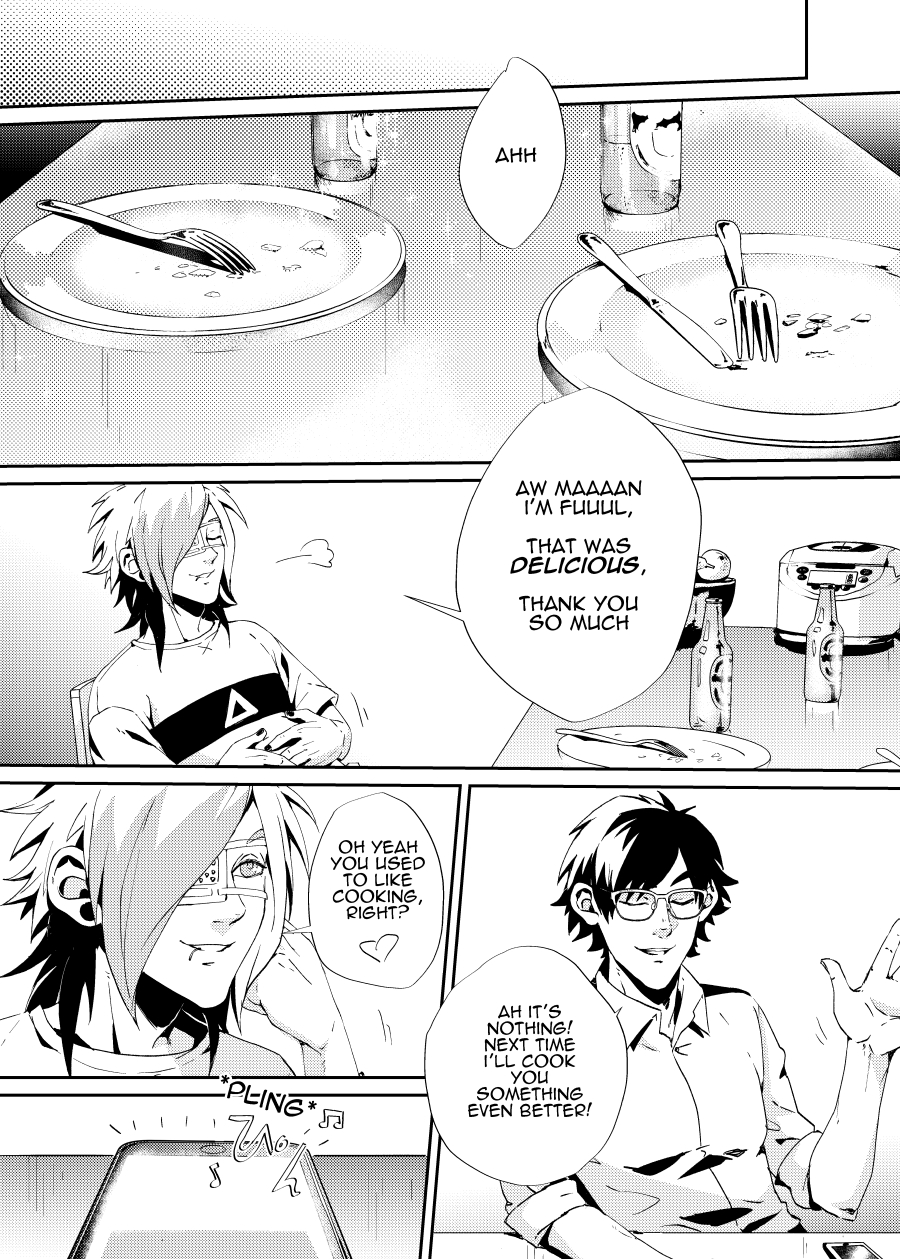 AHH
AW MAAAAN
I'M FUUUL,
THAT WAS
DELICIOUS,
THANK YOU
SO MUCH
OH YEAH
YOU USED
TO LIKE
COOKING,
RIGHT?
AH IT'S
NOTHING!
NEXT TIME
I'LL COOK
YOU
SOMETHING
EVEN BETTER!
*PLING*